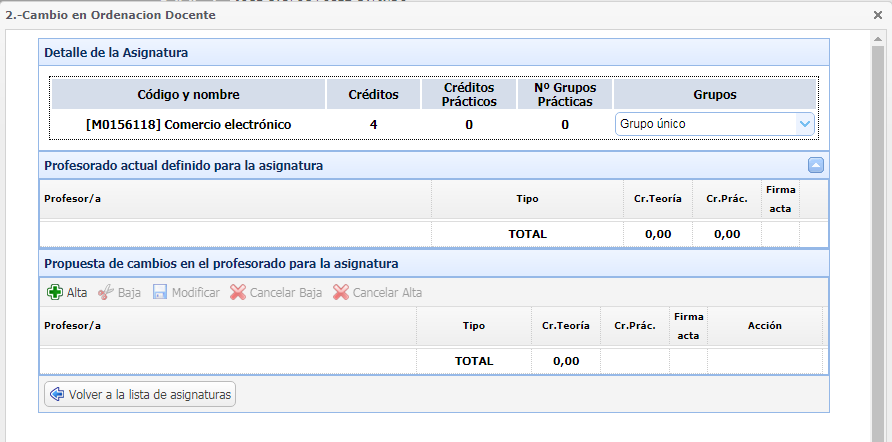 2.-Cambio en Ordenacion Docente
Detalle de la Asignatura
Código y nombre Créditos Créditos Prácticos Nº Grupos Prácticas Grupos
[M0156118] Comercio electrónico 4 0 0 Grupo único
Profesorado actual definido para la asignatura
Profesor/a Tipo Cr.Teoría Cr.Prác. Firma acta
TOTAL 0,00 0,00
Propuesta de cambios en el profesorado para la asignatura
Alta Baja Modificar Cancelar Baja Cancelar Alta
Profesor/a Tipo Cr.Teoría Cr.Prác. Firma acta Acción
TOTAL 0,00
Volver a la lista de asignaturas